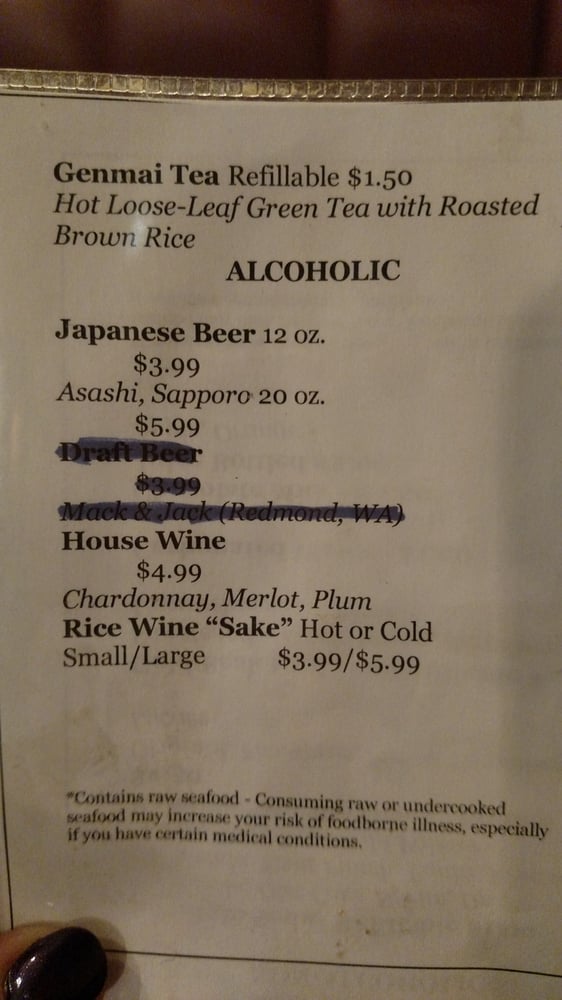 Genmai Tea Refillable $1.50
Hot Loose-Leaf Green Tea with Roasted
Brown Rice
ALCOHOLIC
Japanese Beer 12 oz.
$3.99
Asashi, Sapporo 20 oz.
$5.99
Draft Beer
$3.99
Mack & Jack (Redmond, WA)
House Wine
$4.99
Chardonnay, Merlot, Plum
Rice Wine “Sake” Hot or Cold
Small/Large $3.99/$5.99
*Contains raw seafood - Consuming raw or undercooked
seafood may increase your risk of foodborne illness, especially
if you have certain medical conditions.